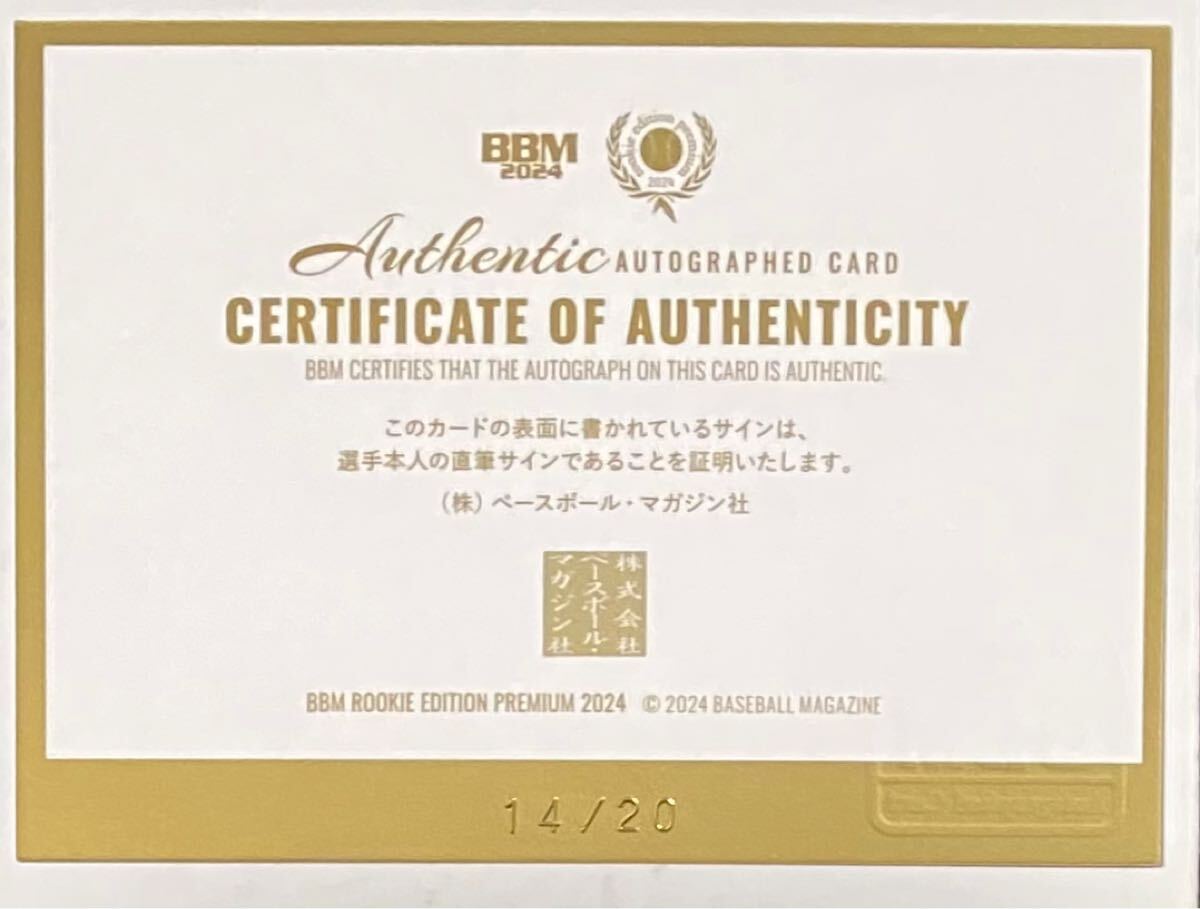 BBM
2024
rookie edition premium
2024
Authentic AUTOGRAPHED CARD
CERTIFICATE OF AUTHENTICITY
BBM CERTIFIES THAT THE AUTOGRAPH ON THIS CARD IS AUTHENTIC.
このカードの表面に書かれているサインは、
選手本人の直筆サインであることを証明いたします。
（株）ベースボール・マガジン社
株式会社
ベースボール・
マガジン社
BBM ROOKIE EDITION PREMIUM 2024 © 2024 BASEBALL MAGAZINE
14/20